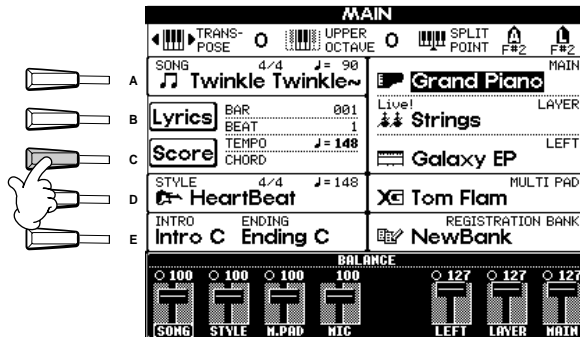 MAIN
TRANS-
POSE 0 UPPER
OCTAVE 0 SPLIT
POINT A
F#2 L
F#2
A SONG 4/4 ♩= 90
Twinkle Twinkle~
MAIN
Grand Piano
B Lyrics BAR 001
BEAT 1
Live! LAYER
Strings
C Score TEMPO ♩=148
CHORD
LEFT
Galaxy EP
D STYLE 4/4 ♩=148
HeartBeat
MULTI PAD
Tom Flam
E INTRO ENDING
Intro C Ending C
REGISTRATION BANK
NewBank
BALANCE
100 100 100 100 127 127 127
SONG STYLE M.PAD MIC LEFT LAYER MAIN